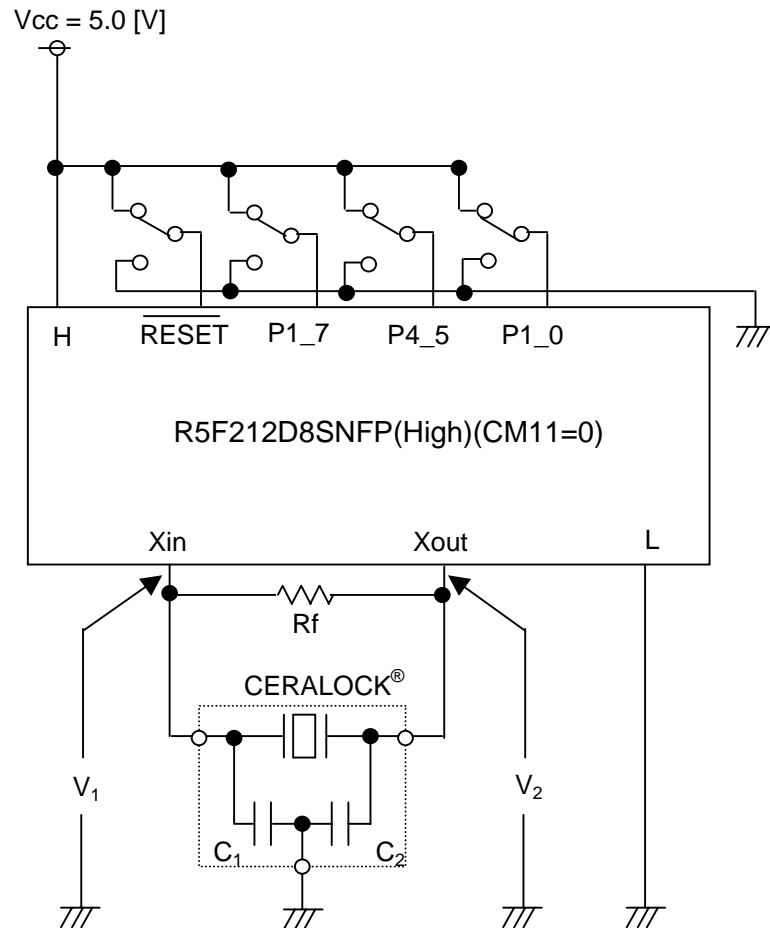 Vcc = 5.0 [V]
H RESET P1_7 P4_5 P1_0
R5F212D8SNFP(High)(CM11=0)
Xin Xout L
Rf
CERALOCK®
V₁ V₂
C₁ C₂